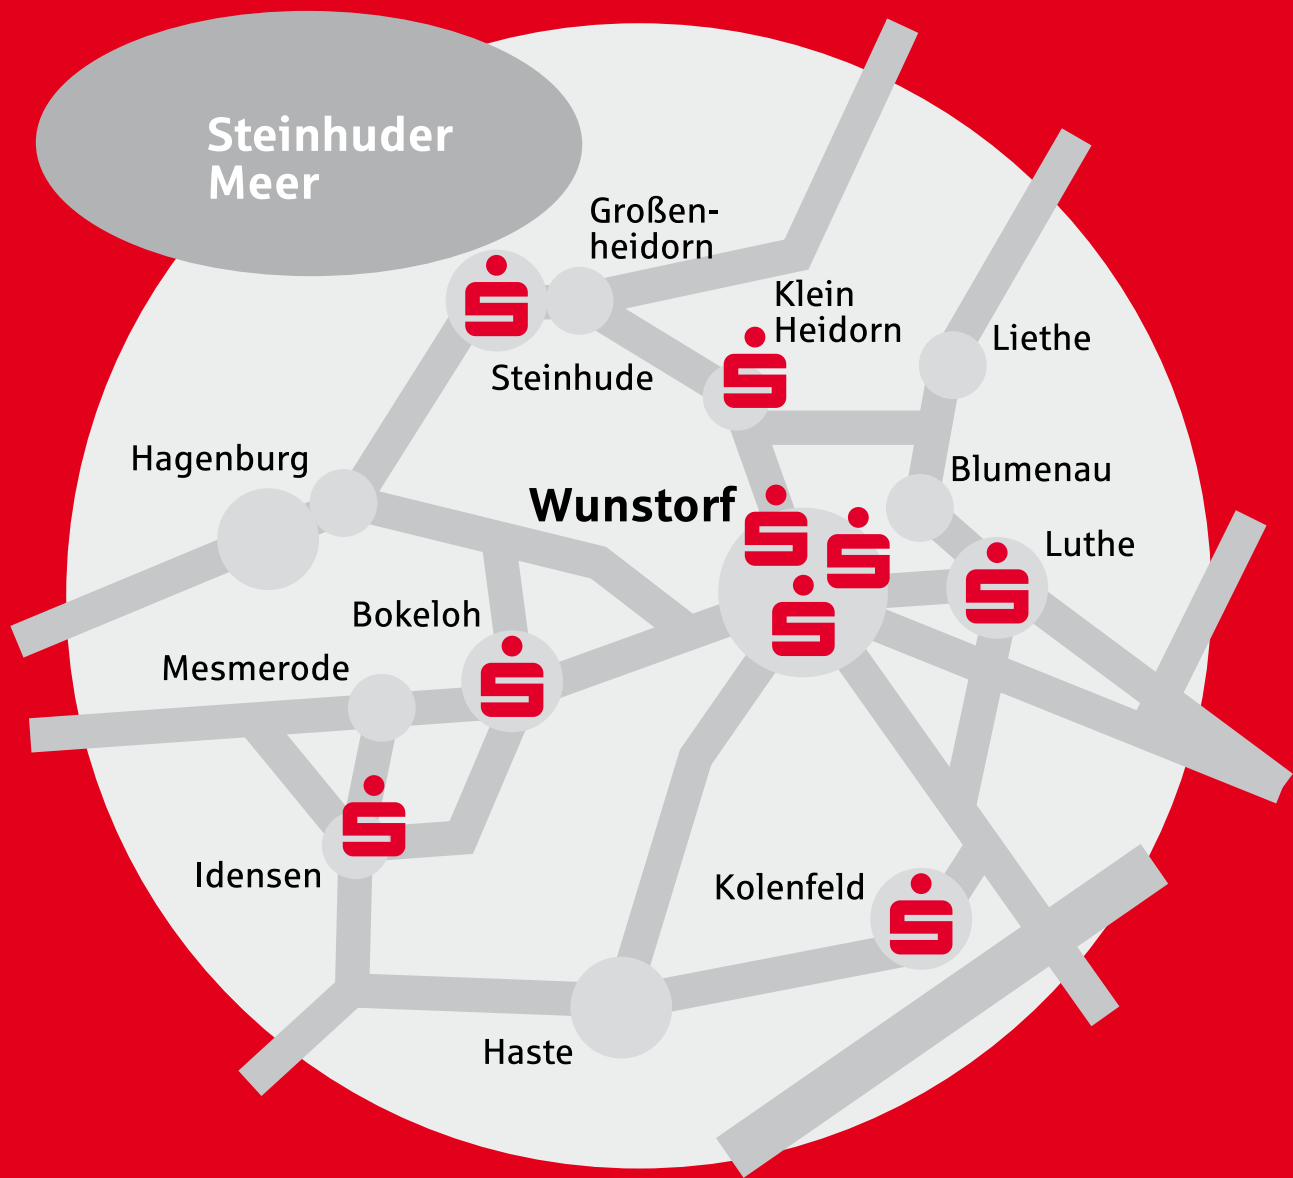 Steinhuder
Meer
Großen-
heidorn
Klein
Heidorn
Liethe
Steinhude
Hagenburg
Blumenau
Wunstorf
Luthe
Bokeloh
Mesmerode
Idensen
Kolenfeld
Haste